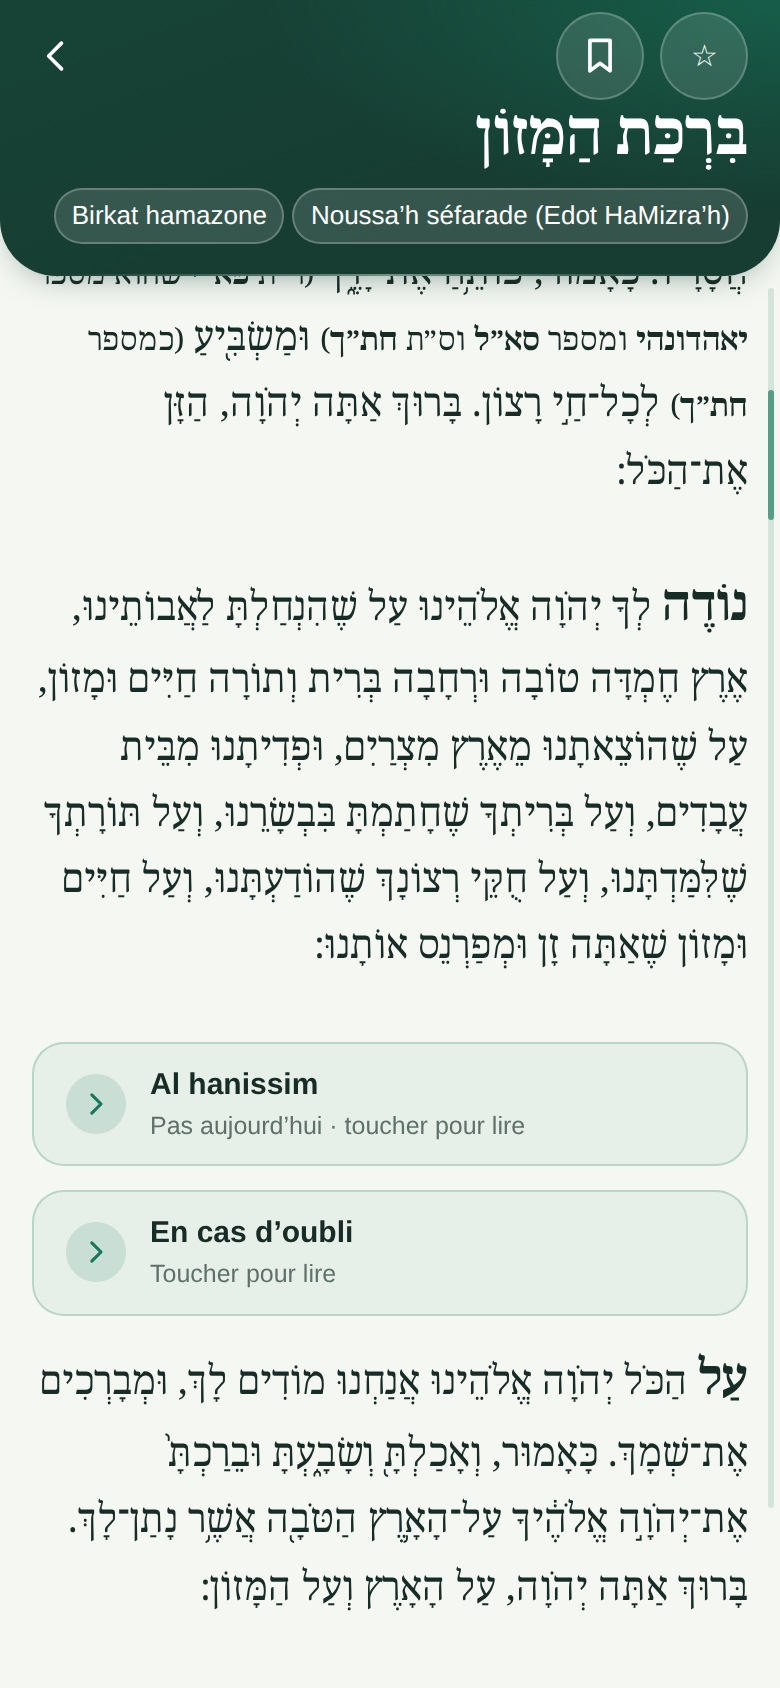 ☆
בִּרְכַּת הַמָּזוֹן
Noussa’h séfarade (Edot HaMizra’h)
Birkat hamazone
יאהדונהי ומספר סא״ל וס״ת חת״ך) וּמַשְׂבִּ֖יעַ (כמספר
חת״ך) לְכׇל־חַ֣י רָצוֹן. בָּרוּךְ אַתָּה יְהֹוָה, הַזָּן
אֶת־הַכֹּל:
נוֹדֶה לְךָ יְהֹוָה אֱלֹהֵינוּ עַל שֶׁהִנְחַלְתָּ לַאֲבוֹתֵינוּ,
אֶרֶץ חֶמְדָּה טוֹבָה וּרְחָבָה בְּרִית וְתוֹרָה חַיִּים וּמָזוֹן,
עַל שֶׁהוֹצֵאתָנוּ מֵאֶרֶץ מִצְרַיִם, וּפְדִיתָנוּ מִבֵּית
עֲבָדִים, וְעַל בְּרִיתְךָ שֶׁחָתַמְתָּ בִּבְשָׂרֵנוּ, וְעַל תּוֹרָתְךָ
שֶׁלִּמַּדְתָּנוּ, וְעַל חֻקֵּי רְצוֹנָךְ שֶׁהוֹדַעְתָּנוּ, וְעַל חַיִּים
וּמָזוֹן שֶׁאַתָּה זָן וּמְפַרְנֵס אוֹתָנוּ:
Al hanissim
Pas aujourd’hui · toucher pour lire
En cas d’oubli
Toucher pour lire
עַל הַכֹּל יְהֹוָה אֱלֹהֵינוּ אֲנַחְנוּ מוֹדִים לָךְ, וּמְבָרְכִים
אֶת־שְׁמָךְ. כָּאָמוּר, וְאָכַלְתָּ֖ וְשָׂבָ֑עְתָּ וּבֵרַכְתָּ֙
אֶת־יְהֹוָ֣ה אֱלֹהֶ֔יךָ עַל־הָאָ֥רֶץ הַטֹּבָ֖ה אֲשֶׁ֥ר נָתַן־לָֽךְ.
בָּרוּךְ אַתָּה יְהֹוָה, עַל הָאָרֶץ וְעַל הַמָּזוֹן: